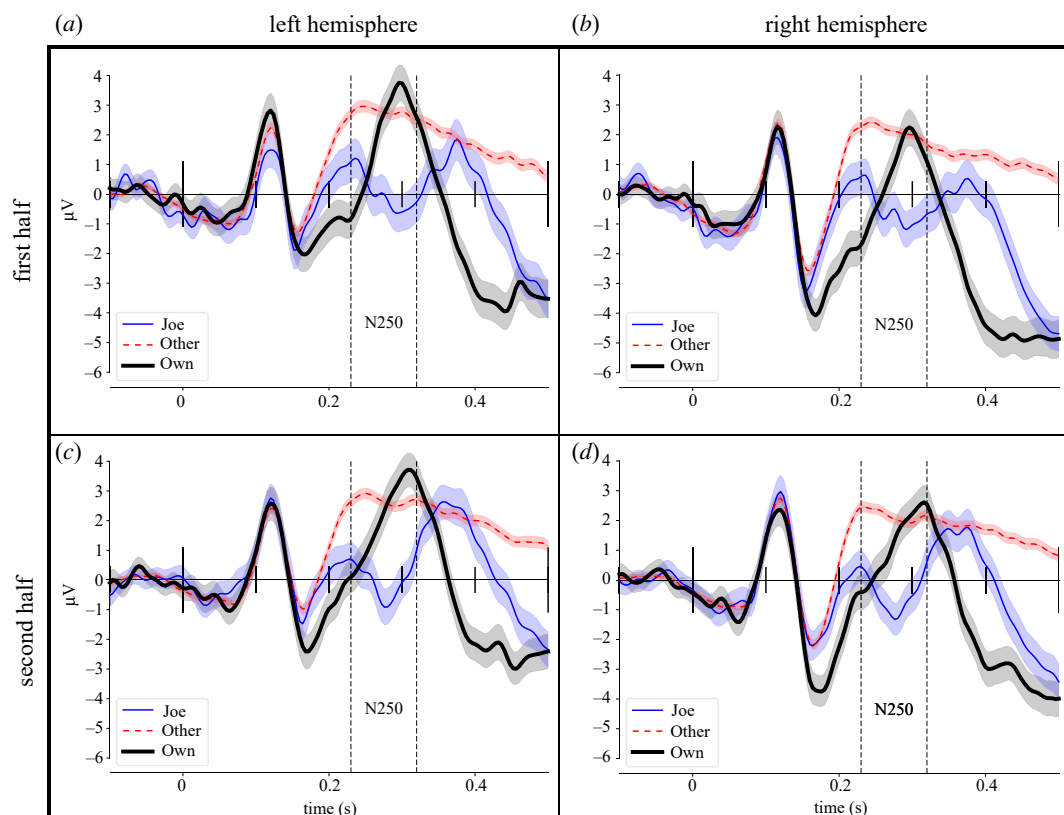 (a) left hemisphere (b) right hemisphere
first half
µV
4
3
2
1
0
–1
–2
–3
–4
–5
–6
N250
Joe
Other
Own
0 0.2 0.4
4
3
2
1
0
–1
–2
–3
–4
–5
–6
N250
Joe
Other
Own
0 0.2 0.4
second half
(c)
µV
4
3
2
1
0
–1
–2
–3
–4
–5
–6
N250
Joe
Other
Own
0 0.2 0.4
time (s)
(d)
4
3
2
1
0
–1
–2
–3
–4
–5
–6
N250
Joe
Other
Own
0 0.2 0.4
time (s)